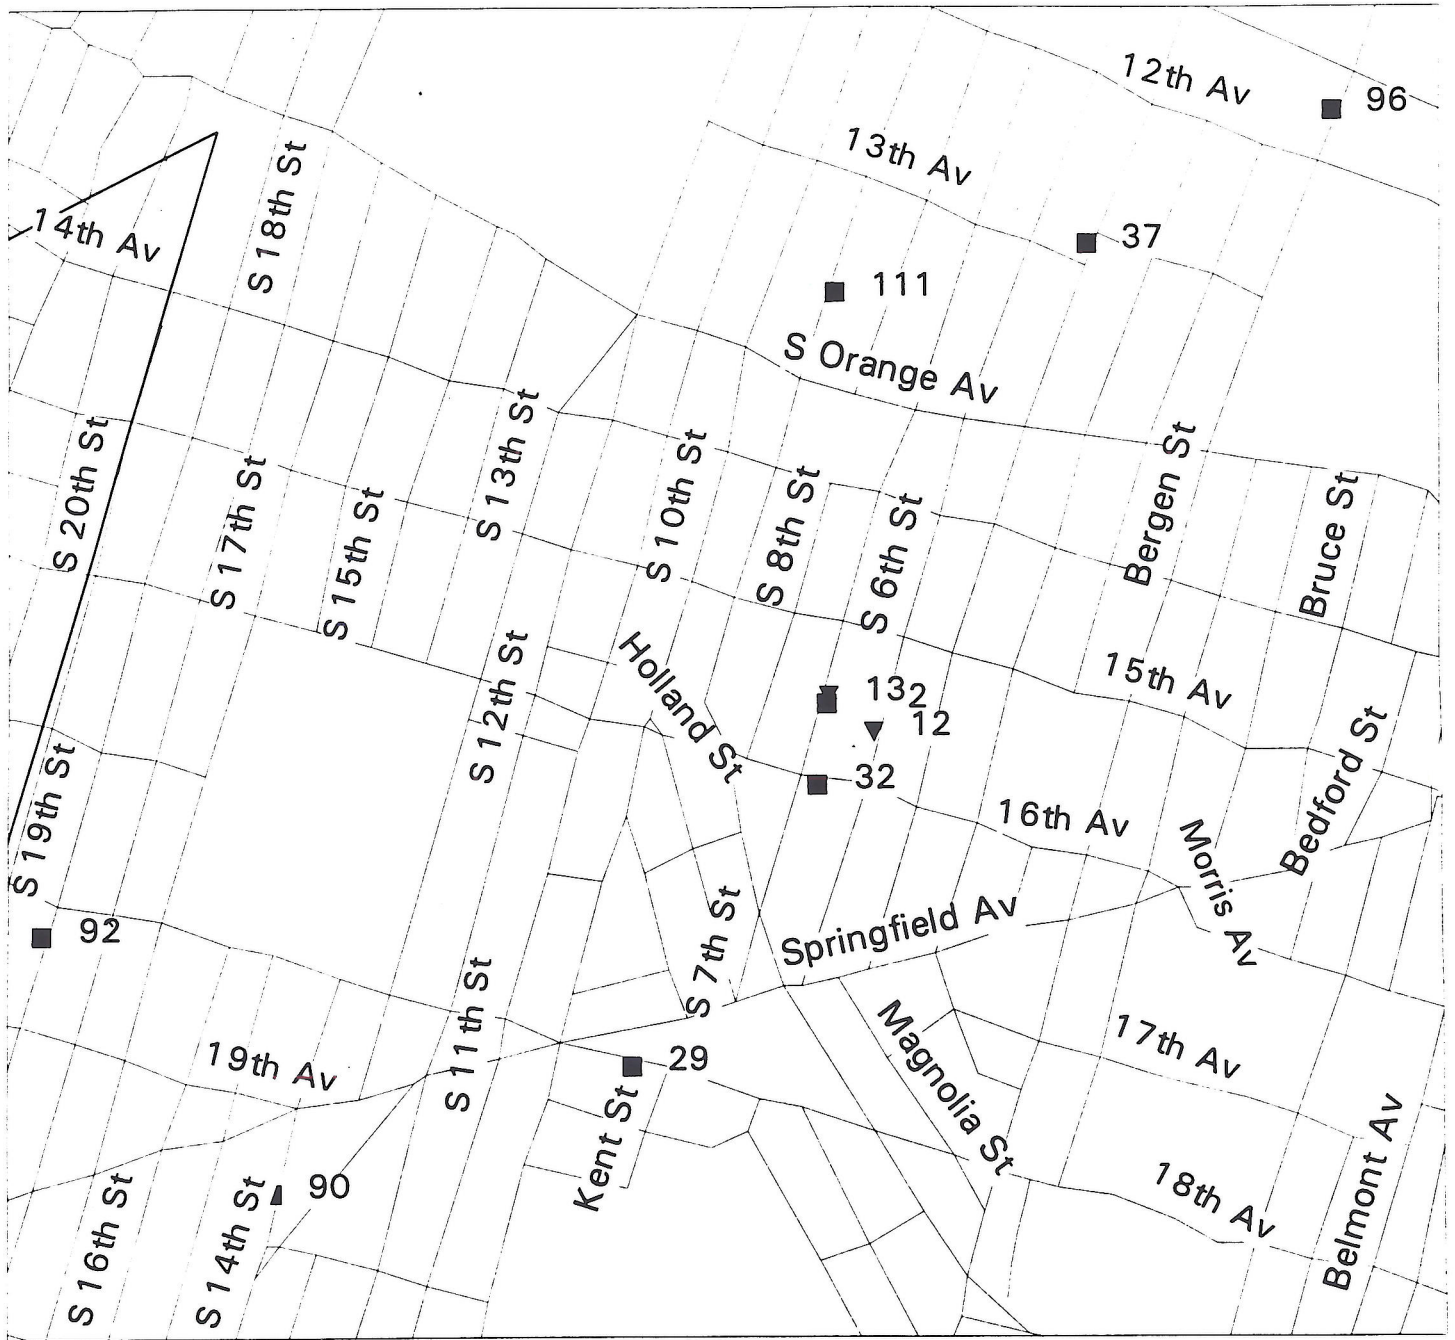 12th Av
96
13th Av
37
111
14th Av
S 18th St
S Orange Av
S 20th St
S 17th St
S 15th St
S 13th St
S 10th St
S 8th St
S 6th St
Bergen St
Bruce St
15th Av
Holland St
132
12
32
S 12th St
16th Av
Morris Av
Bedford St
S 19th St
92
S 7th St
Springfield Av
S 11th St
19th Av
29
Kent St
Magnolia St
17th Av
18th Av
Belmont Av
90
S 16th St
S 14th St